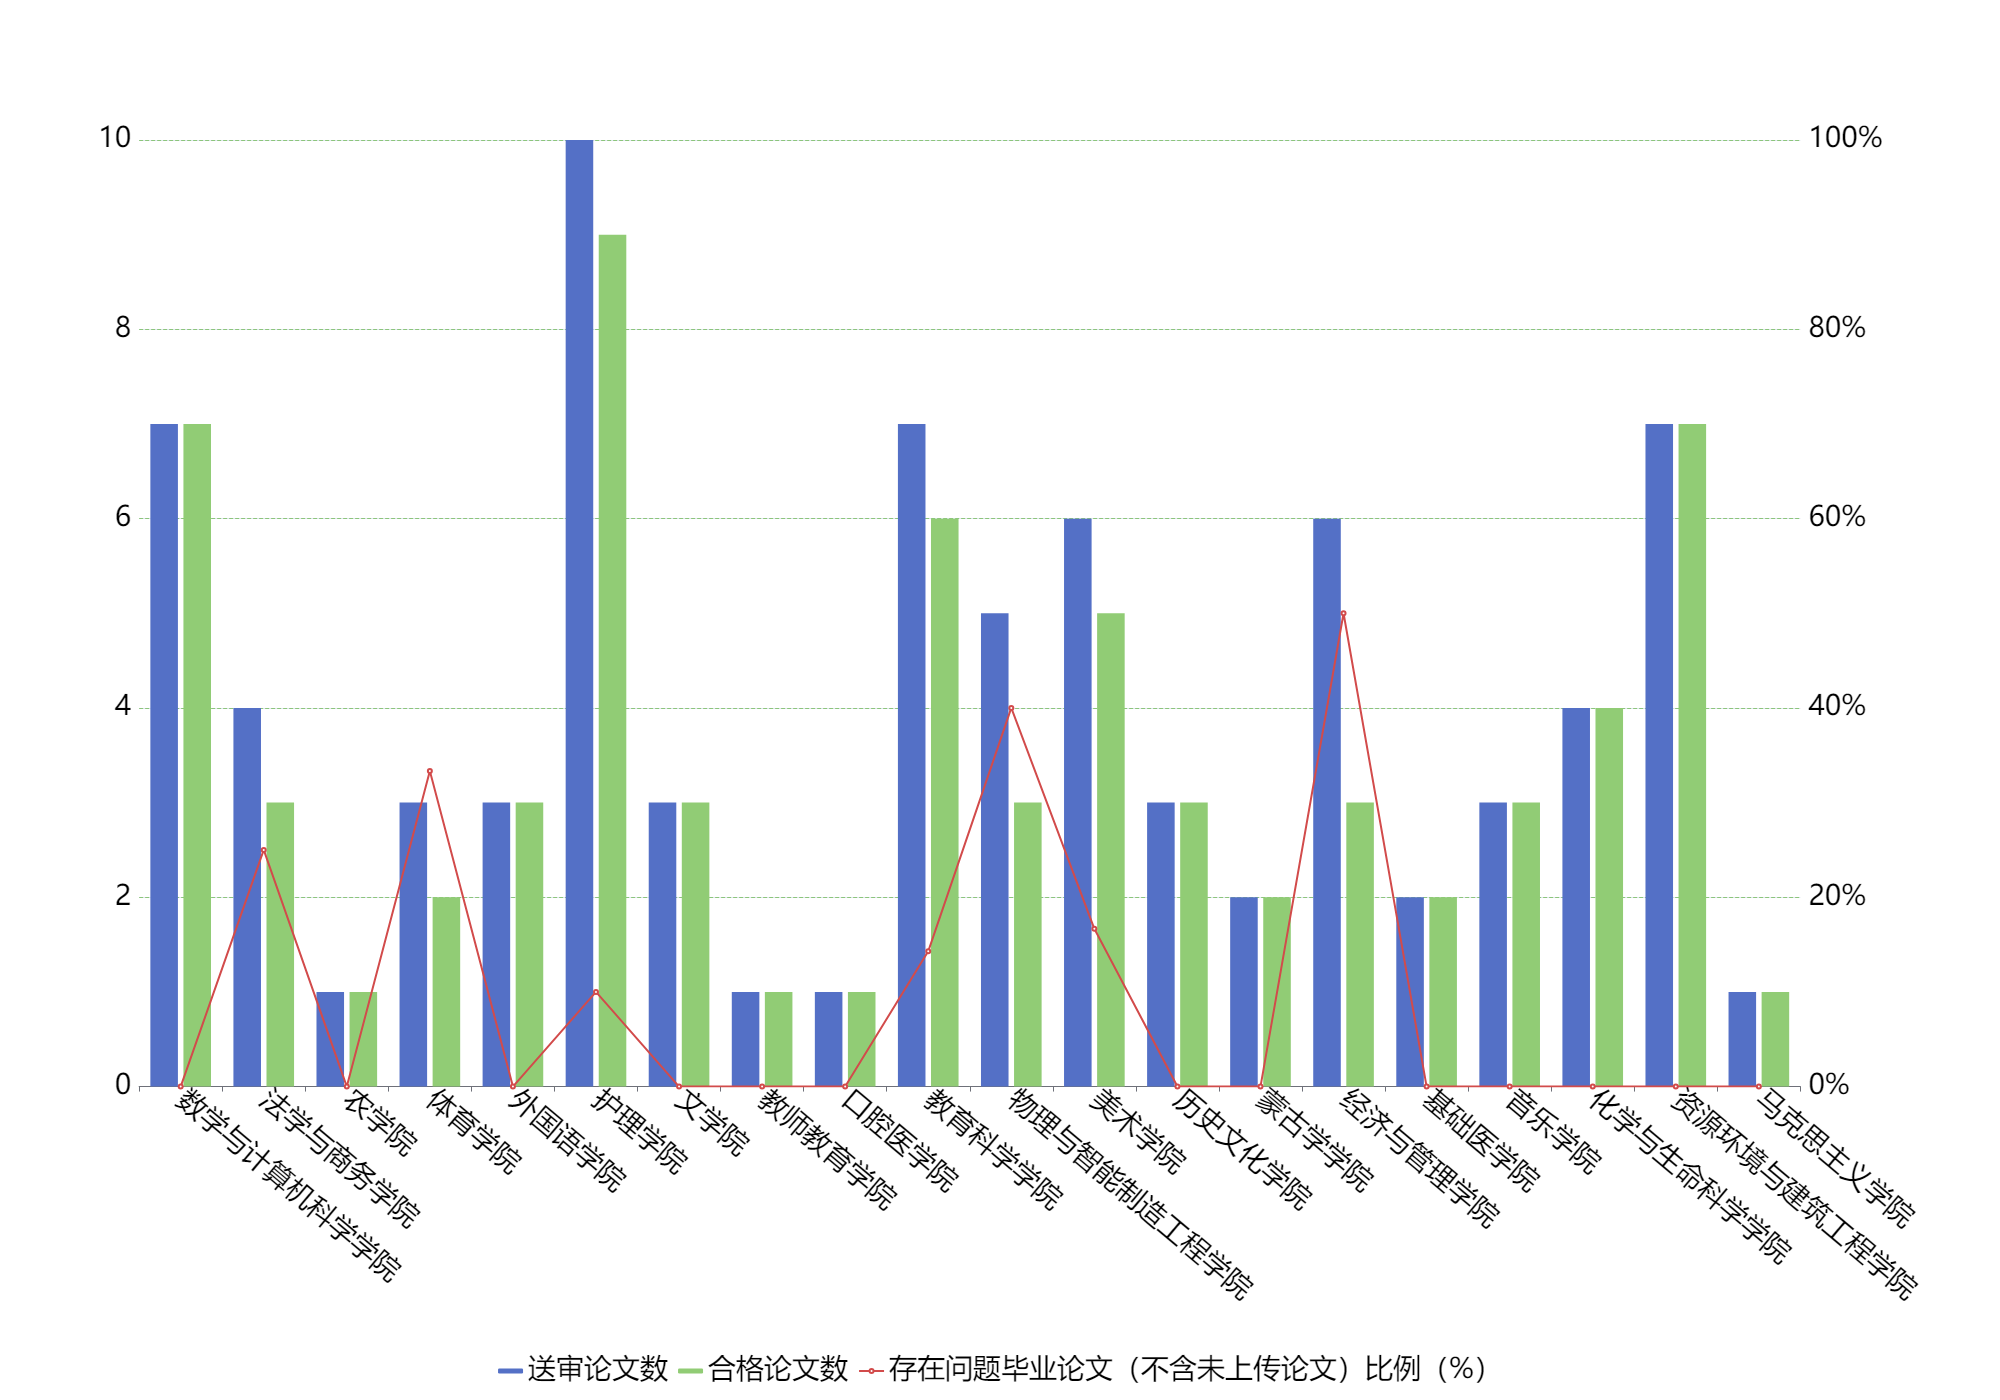 10
8
6
4
2
0
100%
80%
60%
40%
20%
0%
数学与计算机科学学院
法学与商务学院
农学院
体育学院
外国语学院
护理学院
文学院
教师教育学院
口腔医学院
教育科学学院
物理与智能制造工程学院
美术学院
历史文化学院
蒙古学学院
经济与管理学院
基础医学院
音乐学院
化学与生命科学学院
资源环境与建筑工程学院
马克思主义学院
送审论文数 合格论文数 存在问题毕业论文（不含未上传论文）比例（%）